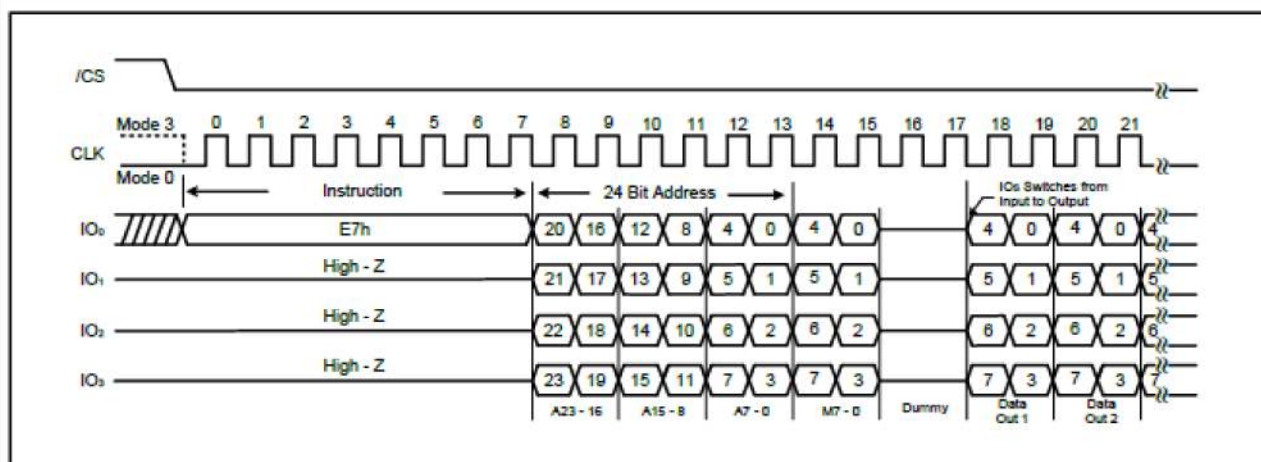 /CS
Mode 3 0 1 2 3 4 5 6 7 8 9 10 11 12 13 14 15 16 17 18 19 20 21
CLK
Mode 0
Instruction 24 Bit Address IOs Switches from
Input to Output
IO₀ E7h 20 16 12 8 4 0 4 0 4 0 4 0 4
High - Z
IO₁ 21 17 13 9 5 1 5 1 5 1 5 1 5
High - Z
IO₂ 22 18 14 10 6 2 6 2 6 2 6 2 6
High - Z
IO₃ 23 19 15 11 7 3 7 3 7 3 7 3 7
A23 - 16 A15 - 8 A7 - 0 M7 - 0 Dummy Data Data
Out 1 Out 2